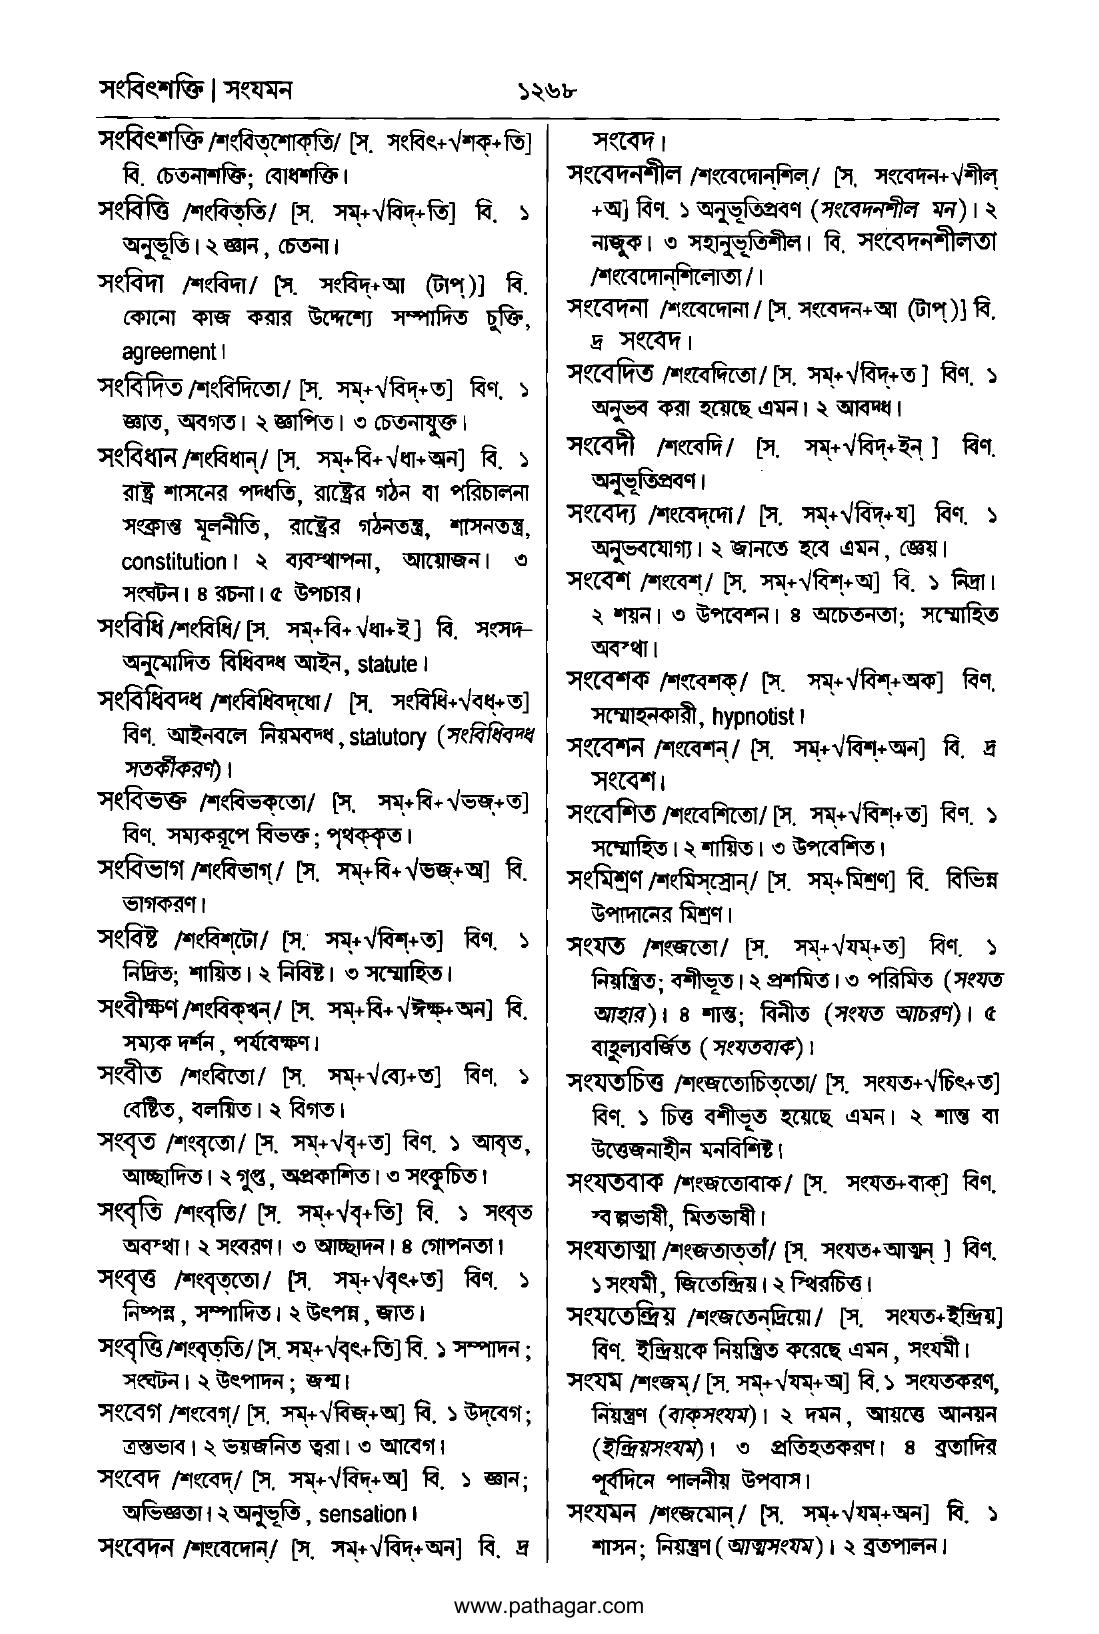 সংবিৎশক্তি | সংযমন
১২৬৮
সংবিৎশক্তি /শংবিত্‌শোক্‌তি/ [স. সংবিৎ+√শক্+তি]
বি. চেতনাশক্তি; বোধশক্তি।
সংবিত্তি /শংবিত্‌তি/ [স. সম্+√বিদ্+তি] বি. ১
অনুভূতি। ২ জ্ঞান, চেতনা।
সংবিদা /শংবিদা/ [স. সংবিদ্+আ (টাপ্)] বি.
কোনো কাজ করার উদ্দেশ্যে সম্পাদিত চুক্তি,
agreement।
সংবিদিত /শংবিদিতো/ [স. সম্+√বিদ্+ত] বিণ. ১
জ্ঞাত, অবগত। ২ জ্ঞাপিত। ৩ চেতনাযুক্ত।
সংবিধান /শংবিধান্/ [স. সম্+বি+√ধা+অন] বি. ১
রাষ্ট্র শাসনের পদ্ধতি, রাষ্ট্রের গঠন বা পরিচালনা
সংক্রান্ত মূলনীতি, রাষ্ট্রের গঠনতন্ত্র, শাসনতন্ত্র,
constitution। ২ ব্যবস্থাপনা, আয়োজন। ৩
সংঘটন। ৪ রচনা। ৫ উপচার।
সংবিধি /শংবিধি/ [স. সম্+বি+√ধা+ই] বি. সংসদ–
অনুমোদিত বিধিবদ্ধ আইন, statute।
সংবিধিবদ্ধ /শংবিধিবদ্‌ধো/ [স. সংবিধি+√বধ্+ত]
বিণ. আইনবলে নিয়মবদ্ধ, statutory (সংবিধিবদ্ধ
সতর্কীকরণ)।
সংবিভক্ত /শংবিভক্‌তো/ [স. সম্+বি+√ভজ্+ত]
বিণ. সম্যকরূপে বিভক্ত; পৃথক্‌কৃত।
সংবিভাগ /শংবিভাগ্/ [স. সম্+বি+√ভজ্+অ] বি.
ভাগকরণ।
সংবিষ্ট /শংবিশ্‌টো/ [স. সম্+√বিশ্+ত] বিণ. ১
নিদ্রিত; শায়িত। ২ নিবিষ্ট। ৩ সম্মোহিত।
সংবীক্ষণ /শংবিক্‌খন্/ [স. সম্+বি+√ঈক্ষ্+অন] বি.
সম্যক দর্শন, পর্যবেক্ষণ।
সংবীত /শংবিতো/ [স. সম্+√ব্যে+ত] বিণ. ১
বেষ্টিত, বলয়িত। ২ বিগত।
সংবৃত /শংবৃতো/ [স. সম্+√বৃ+ত] বিণ. ১ আবৃত,
আচ্ছাদিত। ২ গুপ্ত, অপ্রকাশিত। ৩ সংকুচিত।
সংবৃতি /শংবৃতি/ [স. সম্+√বৃ+তি] বি. ১ সংবৃত
অবস্থা। ২ সংবরণ। ৩ আচ্ছাদন। ৪ গোপনতা।
সংবৃত্ত /শংবৃত্‌তো/ [স. সম্+√বৃৎ+ত] বিণ. ১
নিষ্পন্ন, সম্পাদিত। ২ উৎপন্ন, জাত।
সংবৃত্তি /শংবৃত্‌তি/ [স. সম্+√বৃৎ+তি] বি. ১ সম্পাদন;
সংঘটন। ২ উৎপাদন; জন্ম।
সংবেগ /শংবেগ্/ [স. সম্+√বিজ্+অ] বি. ১ উদ্‌বেগ;
ত্রস্তভাব। ২ ভয়জনিত ত্বরা। ৩ আবেগ।
সংবেদ /শংবেদ্/ [স. সম্+√বিদ্+অ] বি. ১ জ্ঞান;
অভিজ্ঞতা। ২ অনুভূতি, sensation।
সংবেদন /শংবেদোন্/ [স. সম্+√বিদ্+অন] বি. দ্র
সংবেদ।
সংবেদনশীল /শংবেদোন্‌শিল্/ [স. সংবেদন+√শীল্
+অ] বিণ. ১ অনুভূতিপ্রবণ (সংবেদনশীল মন)। ২
নাজুক। ৩ সহানুভূতিশীল। বি. সংবেদনশীলতা
/শংবেদোন্‌শিলোতা/।
সংবেদনা /শংবেদোনা/ [স. সংবেদন+আ (টাপ্)] বি.
দ্র সংবেদ।
সংবেদিত /শংবেদিতো/ [স. সম্+√বিদ্+ত ] বিণ. ১
অনুভব করা হয়েছে এমন। ২ আবদ্ধ।
সংবেদী /শংবেদি/ [স. সম্+√বিদ্+ইন্ ] বিণ.
অনুভূতিপ্রবণ।
সংবেদ্য /শংবেদ্‌দো/ [স. সম্+√বিদ্+য] বিণ. ১
অনুভবযোগ্য। ২ জানতে হবে এমন, জ্ঞেয়।
সংবেশ /শংবেশ্/ [স. সম্+√বিশ্+অ] বি. ১ নিদ্রা।
২ শয়ন। ৩ উপবেশন। ৪ অচেতনতা; সম্মোহিত
অবস্থা।
সংবেশক /শংবেশক্/ [স. সম্+√বিশ্+অক] বিণ.
সম্মোহনকারী, hypnotist।
সংবেশন /শংবেশন্/ [স. সম্+√বিশ্+অন] বি. দ্র
সংবেশ।
সংবেশিত /শংবেশিতো/ [স. সম্+√বিশ্+ত] বিণ. ১
সম্মোহিত। ২ শায়িত। ৩ উপবেশিত।
সংমিশ্রণ /শংমিস্‌স্রোন্/ [স. সম্+মিশ্রণ] বি. বিভিন্ন
উপাদানের মিশ্রণ।
সংযত /শংজতো/ [স. সম্+√যম্+ত] বিণ. ১
নিয়ন্ত্রিত; বশীভূত। ২ প্রশমিত। ৩ পরিমিত (সংযত
আহার)। ৪ শান্ত; বিনীত (সংযত আচরণ)। ৫
বাহুল্যবর্জিত (সংযতবাক)।
সংযতচিত্ত /শংজতোচিত্‌তো/ [স. সংযত+√চিৎ+ত]
বিণ. ১ চিত্ত বশীভূত হয়েছে এমন। ২ শান্ত বা
উত্তেজনাহীন মনবিশিষ্ট।
সংযতবাক /শংজতোবাক/ [স. সংযত+বাক্] বিণ.
স্বল্পভাষী, মিতভাষী।
সংযতাত্মা /শংজতাত্‌তাঁ/ [স. সংযত+আত্মন্ ] বিণ.
১ সংযমী, জিতেন্দ্রিয়। ২ স্থিরচিত্ত।
সংযতেন্দ্রিয় /শংজতেন্‌দ্রিয়ো/ [স. সংযত+ইন্দ্রিয়]
বিণ. ইন্দ্রিয়কে নিয়ন্ত্রিত করেছে এমন, সংযমী।
সংযম /শংজম্/ [স. সম্+√যম্+অ] বি. ১ সংযতকরণ,
নিয়ন্ত্রণ (বাকসংযম)। ২ দমন, আয়ত্তে আনয়ন
(ইন্দ্রিয়সংযম)। ৩ প্রতিহতকরণ। ৪ ব্রতাদির
পূর্বদিনে পালনীয় উপবাস।
সংযমন /শংজমোন্/ [স. সম্+√যম্+অন] বি. ১
শাসন; নিয়ন্ত্রণ (আত্মসংযম)। ২ ব্রতপালন।
www.pathagar.com